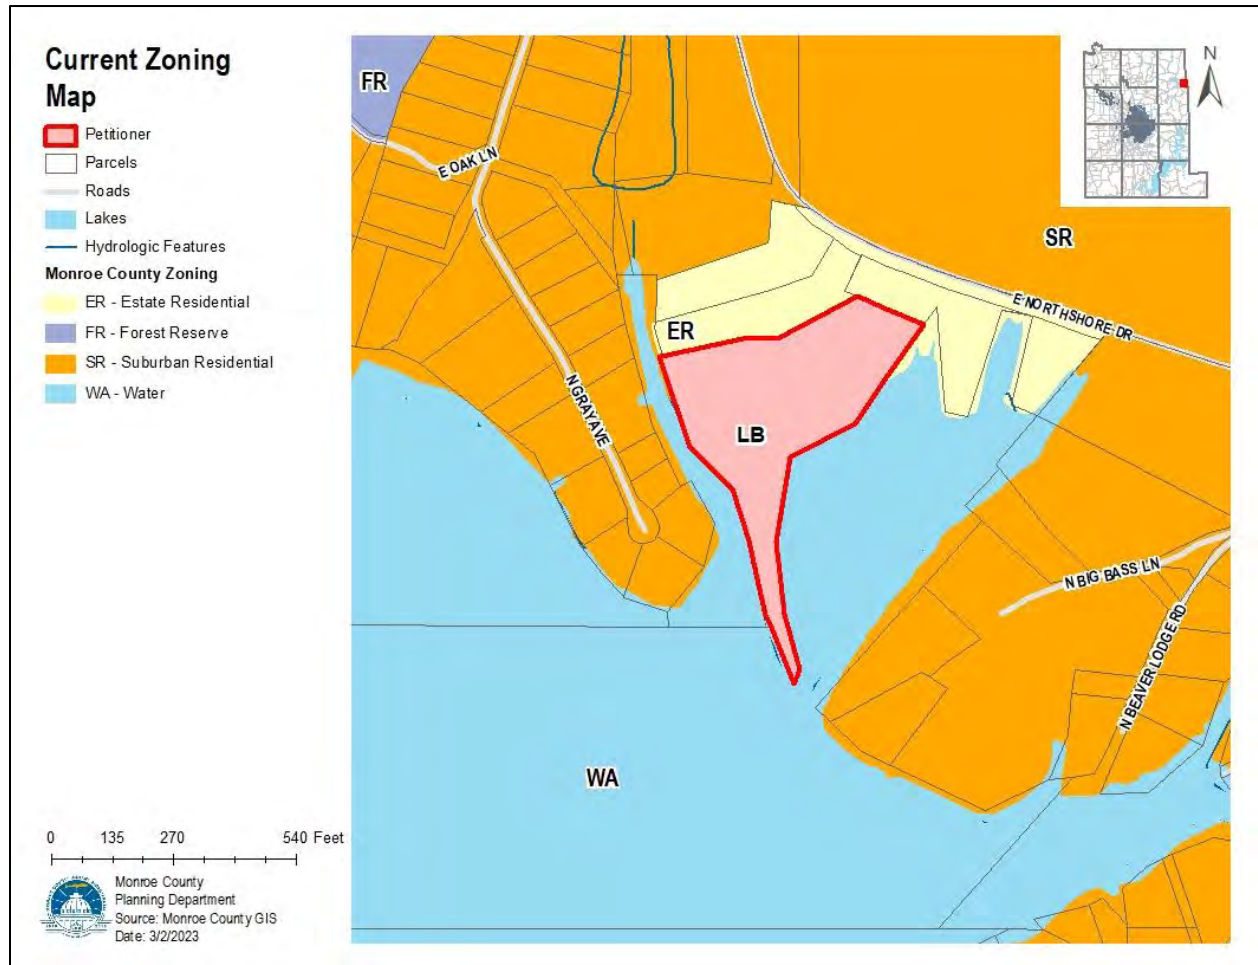 Current Zoning
Map
Petitioner
Parcels
Roads
Lakes
Hydrologic Features
Monroe County Zoning
ER - Estate Residential
FR - Forest Reserve
SR - Suburban Residential
WA - Water
0 135 270 540 Feet
Monroe County
Planning Department
Source: Monroe County GIS
Date: 3/2/2023
FR
E OAK LN
N
SR
E NORTHSHORE DR
ER
N GRAY AVE
LB
N BIG BASS LN
N BEAVER LODGE RD
WA